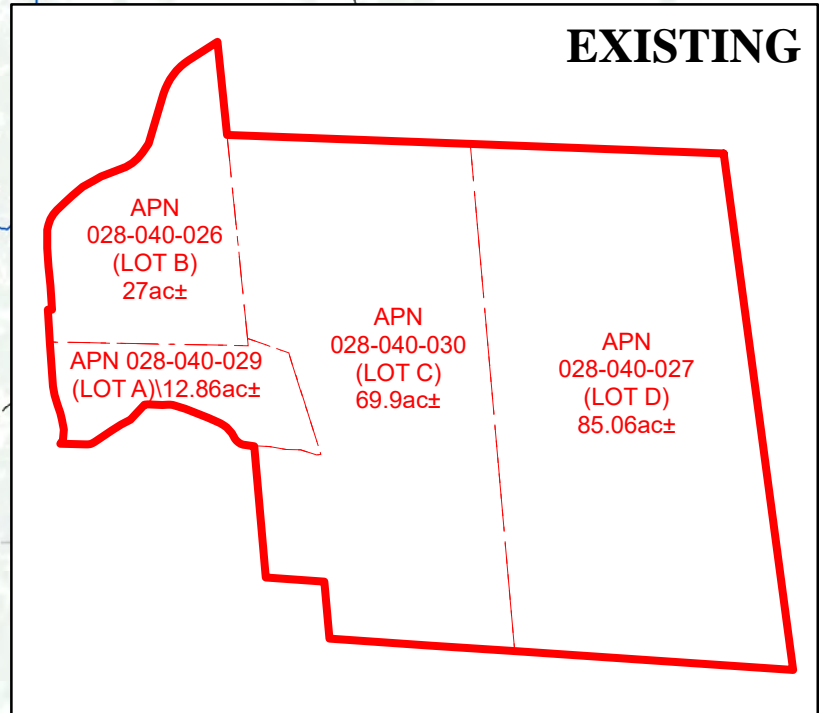 EXISTING
APN
028-040-026
(LOT B)
27ac±
APN 028-040-029
(LOT A)\12.86ac±
APN
028-040-030
(LOT C)
69.9ac±
APN
028-040-027
(LOT D)
85.06ac±